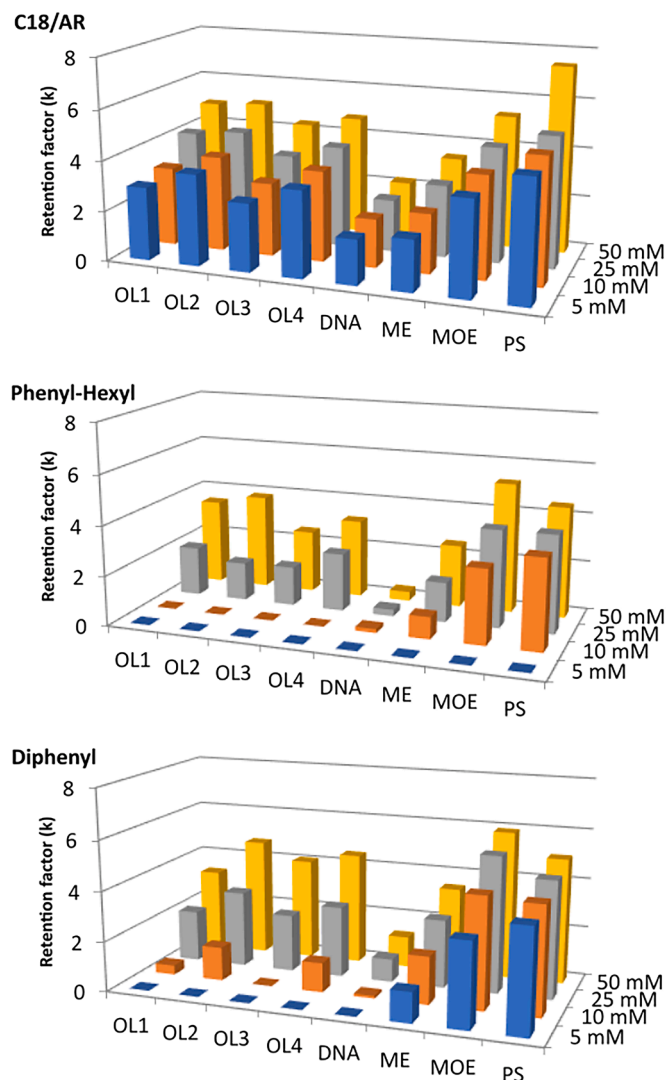 C18/AR
Retention factor (k)
8
6
4
2
0
OL1 OL2 OL3 OL4 DNA ME MOE PS
50 mM
25 mM
10 mM
5 mM
Phenyl-Hexyl
Retention factor (k)
8
6
4
2
0
OL1 OL2 OL3 OL4 DNA ME MOE PS
50 mM
25 mM
10 mM
5 mM
Diphenyl
Retention factor (k)
8
6
4
2
0
OL1 OL2 OL3 OL4 DNA ME MOE PS
50 mM
25 mM
10 mM
5 mM